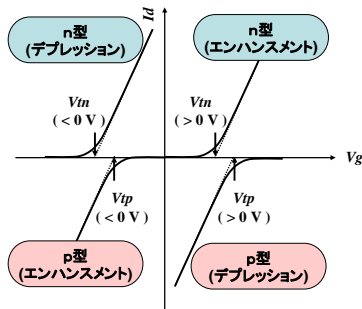 Id
n型
(デプレッション)
n型
(エンハンスメント)
Vtn
( < 0 V )
Vtn
( > 0 V )
Vg
Vtp
( < 0 V )
Vtp
( > 0 V )
p型
(エンハンスメント)
p型
(デプレッション)